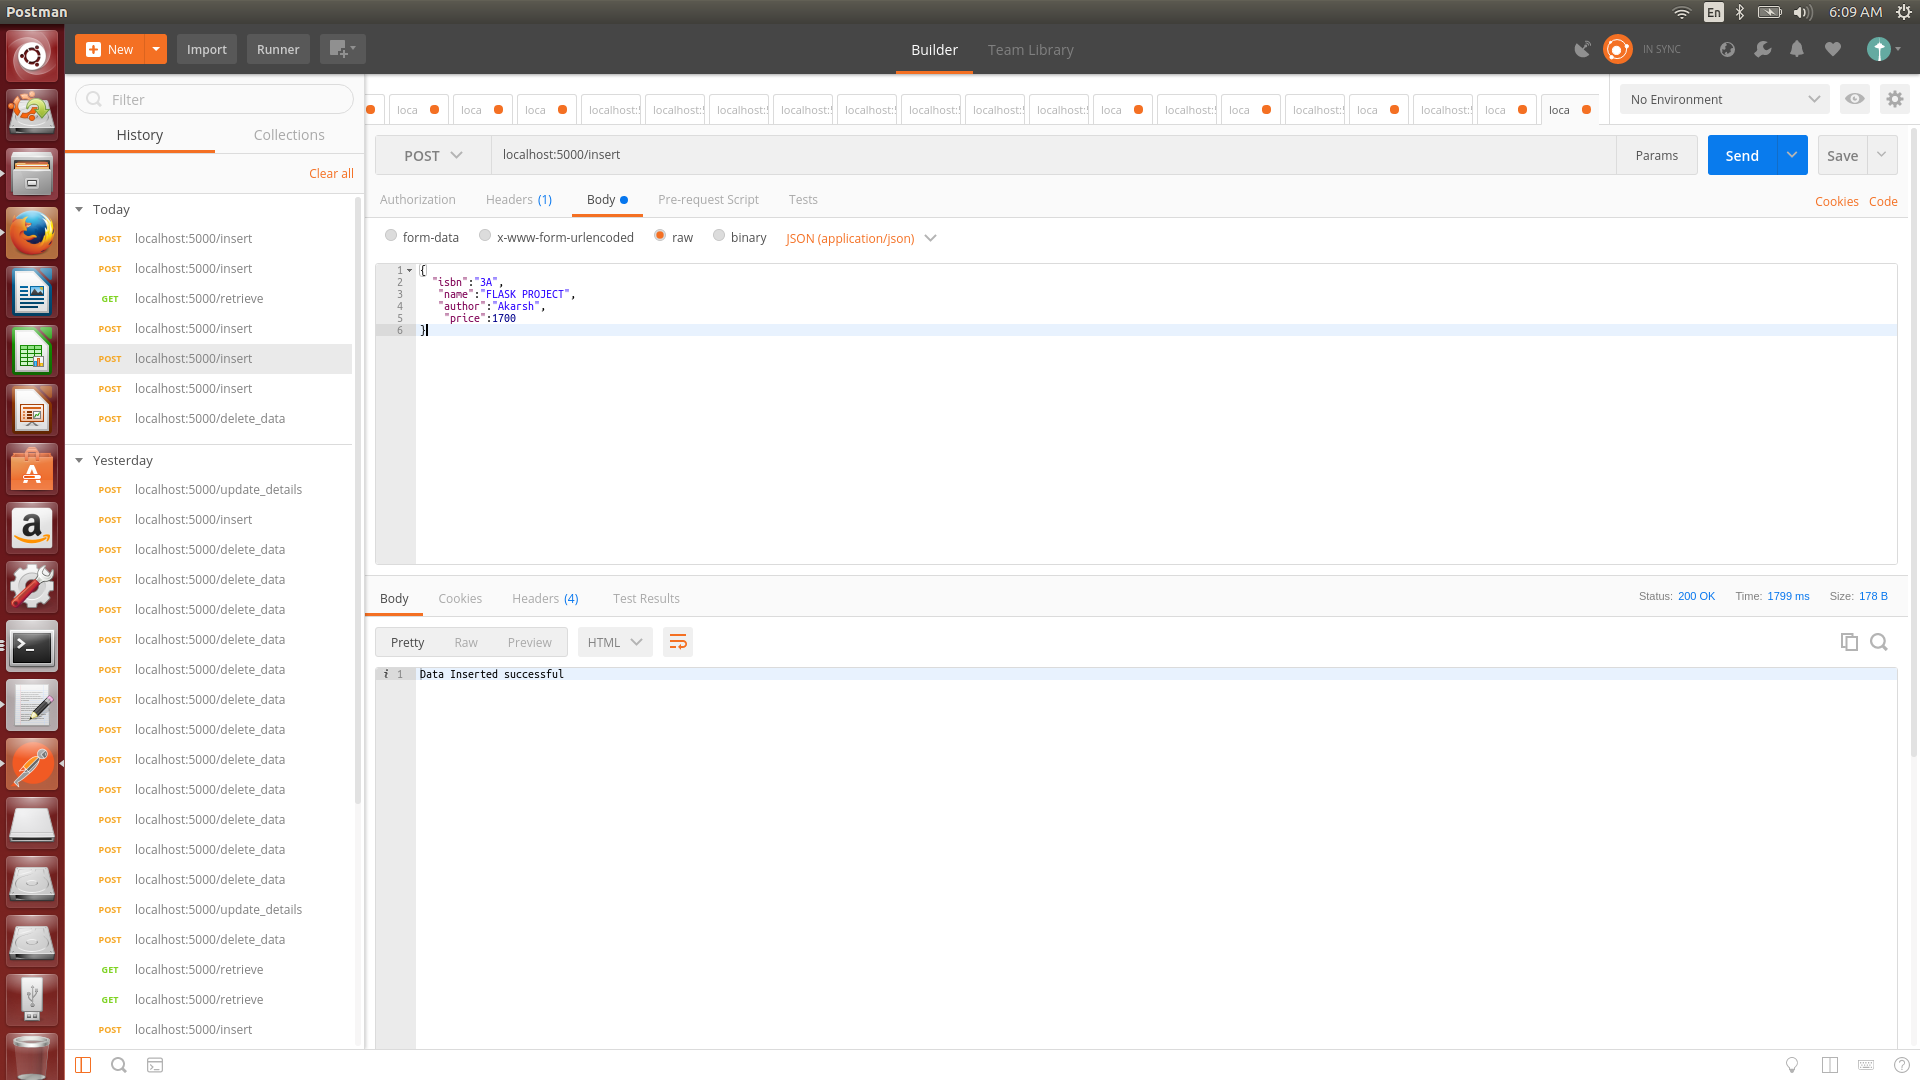 Postman
En
6:09 AM
New
Import
Runner
Builder
Team Library
IN SYNC
Filter
History
Collections
Clear all
Today
POST localhost:5000/insert
POST localhost:5000/insert
GET localhost:5000/retrieve
POST localhost:5000/insert
POST localhost:5000/insert
POST localhost:5000/insert
POST localhost:5000/delete_data
Yesterday
POST localhost:5000/update_details
POST localhost:5000/insert
POST localhost:5000/delete_data
POST localhost:5000/delete_data
POST localhost:5000/delete_data
POST localhost:5000/delete_data
POST localhost:5000/delete_data
POST localhost:5000/delete_data
POST localhost:5000/delete_data
POST localhost:5000/delete_data
POST localhost:5000/delete_data
POST localhost:5000/delete_data
POST localhost:5000/delete_data
POST localhost:5000/delete_data
POST localhost:5000/update_details
POST localhost:5000/delete_data
GET localhost:5000/retrieve
GET localhost:5000/retrieve
POST localhost:5000/insert
loca loca loca localhost: localhost: localhost: localhost: localhost: localhost: localhost: localhost: loca localhost: loca localhost: loca localhost: loca loca
No Environment
POST localhost:5000/insert Params Send Save
Authorization Headers (1) Body Pre-request Script Tests Cookies Code
form-data x-www-form-urlencoded raw binary JSON (application/json)
1 {
2 "isbn":"3A",
3 "name":"FLASK PROJECT",
4 "author":"Akarsh",
5 "price":1700
6 }
Body Cookies Headers (4) Test Results Status: 200 OK Time: 1799 ms Size: 178 B
Pretty Raw Preview HTML
i 1 Data Inserted successful